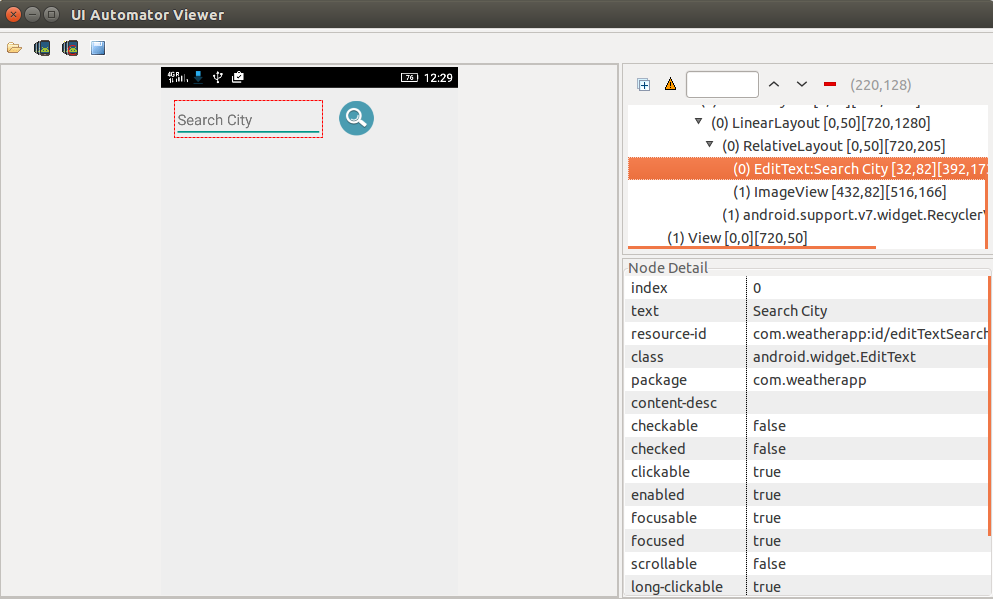 UI Automator Viewer
76 12:29
Search City
(220,128)
(0) LinearLayout [0,50][720,1280]
(0) RelativeLayout [0,50][720,205]
(0) EditText:Search City [32,82][392,17
(1) ImageView [432,82][516,166]
(1) android.support.v7.widget.Recycler
(1) View [0,0][720,50]
Node Detail
index 0
text Search City
resource-id com.weatherapp:id/editTextSearch
class android.widget.EditText
package com.weatherapp
content-desc
checkable false
checked false
clickable true
enabled true
focusable true
focused true
scrollable false
long-clickable true